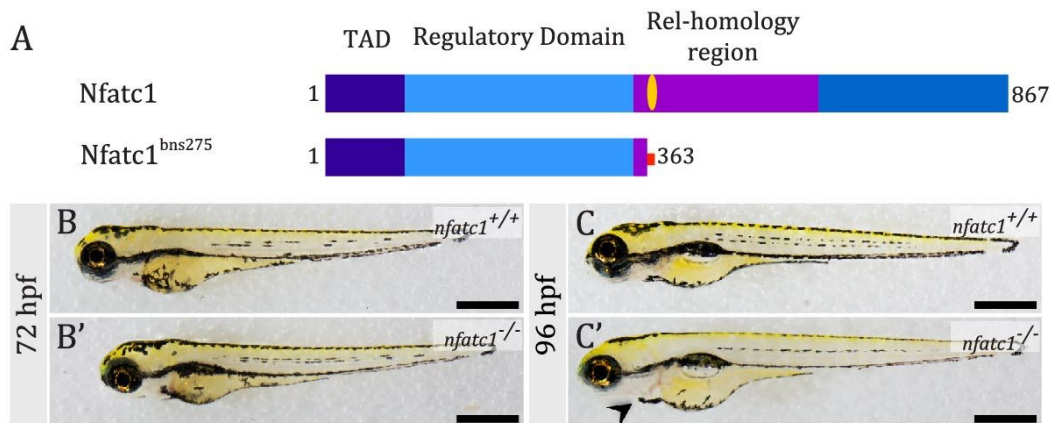 A
TAD Regulatory Domain Rel-homology
region
Nfatc1 1 867
Nfatc1bns275 1 363
72 hpf
B nfatc1+/+
B' nfatc1-/-
96 hpf
C nfatc1+/+
C' nfatc1-/-